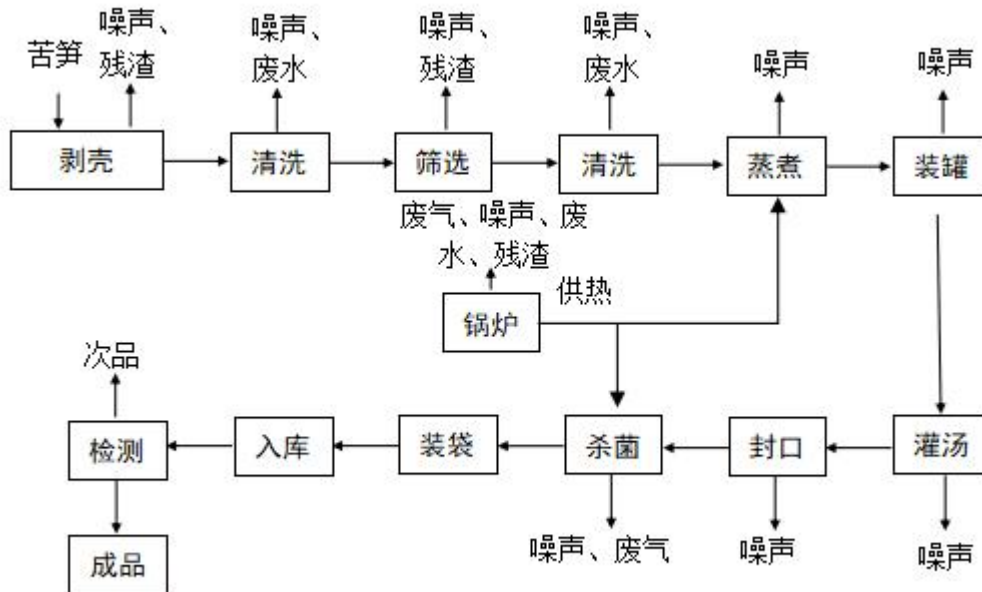 苦笋
噪声、
残渣
噪声、
废水
噪声、
残渣
噪声、
废水
噪声
噪声
剥壳
清洗
筛选
清洗
蒸煮
装罐
废气、噪声、废
水、残渣
锅炉
供热
次品
检测
入库
装袋
杀菌
封口
灌汤
成品
噪声、废气
噪声
噪声